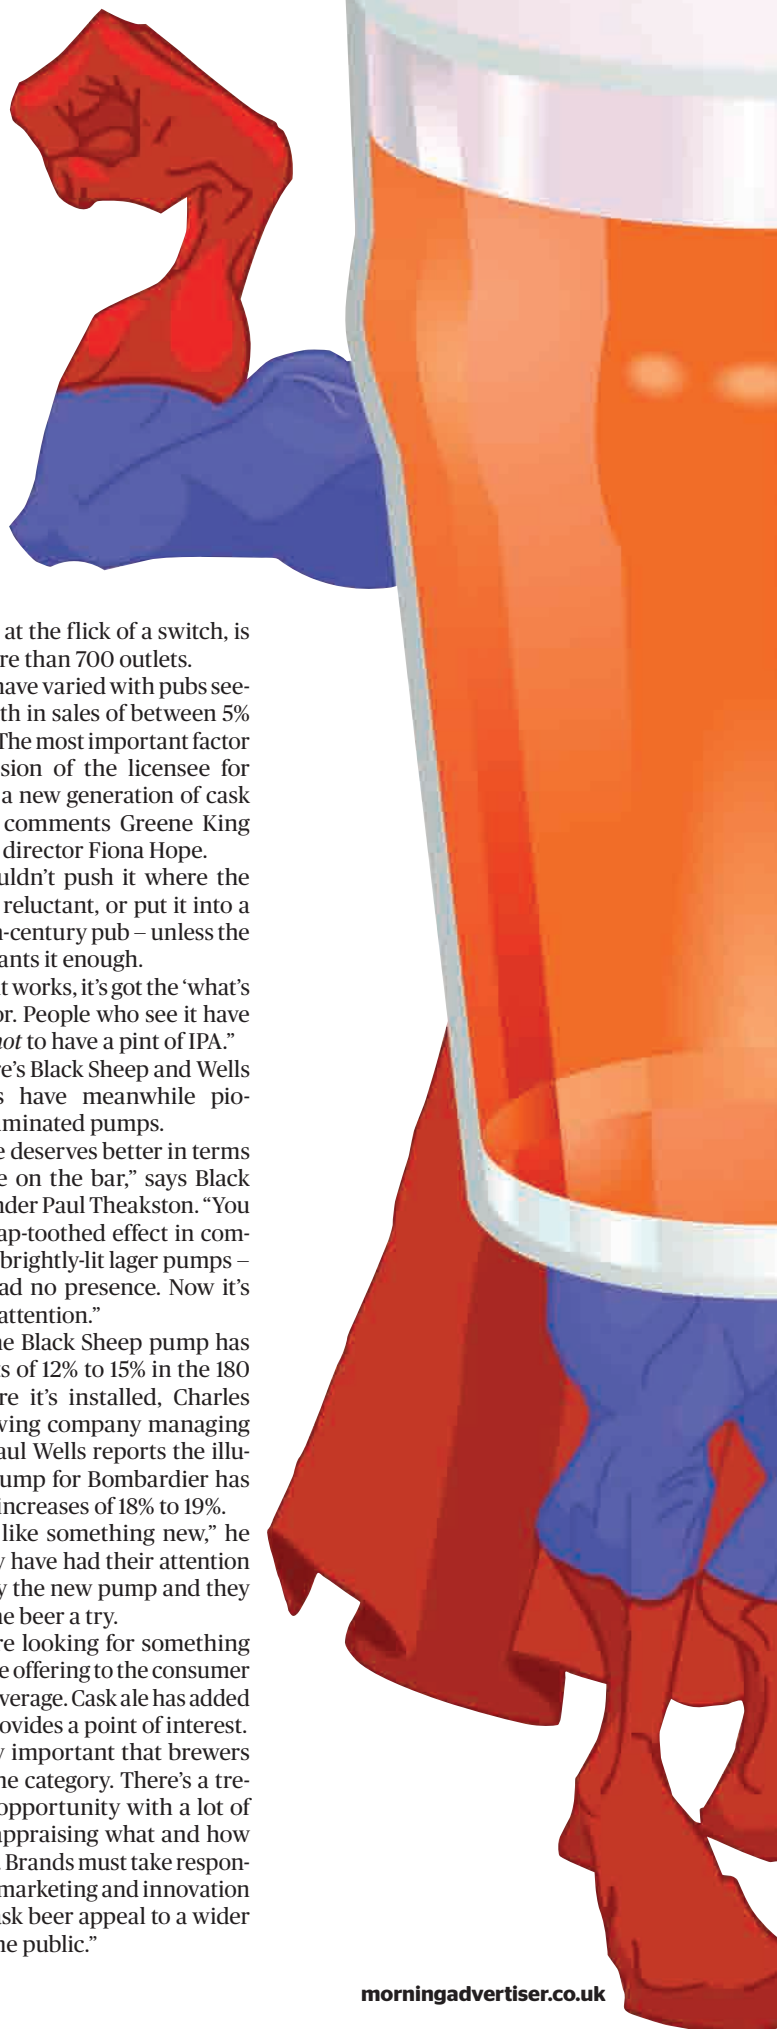 at the flick of a switch, is
re than 700 outlets.
have varied with pubs see-
th in sales of between 5%
The most important factor
sion of the licensee for
a new generation of cask
comments Greene King
director Fiona Hope.
uldn’t push it where the
reluctant, or put it into a
h-century pub – unless the
ants it enough.
it works, it’s got the ‘what’s
or. People who see it have
not to have a pint of IPA.”
re’s Black Sheep and Wells
s have meanwhile pio-
uminated pumps.
e deserves better in terms
e on the bar,” says Black
nder Paul Theakston. “You
ap-toothed effect in com-
brightly-lit lager pumps –
ad no presence. Now it’s
attention.”
he Black Sheep pump has
ts of 12% to 15% in the 180
re it’s installed, Charles
wing company managing
aul Wells reports the illu-
ump for Bombardier has
increases of 18% to 19%.
like something new,” he
y have had their attention
y the new pump and they
he beer a try.
re looking for something
e offering to the consumer
verage. Cask ale has added
ovides a point of interest.
y important that brewers
he category. There’s a tre-
opportunity with a lot of
appraising what and how
. Brands must take respon-
marketing and innovation
ask beer appeal to a wider
he public.”
morningadvertiser.co.uk